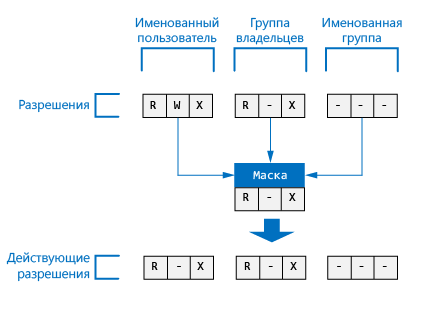 Именованный
пользователь
Группа
владельцев
Именованная
группа
Разрешения
R W X
R - X
- - -
Маска
R - X
Действующие
разрешения
R - X
R - X
- - -